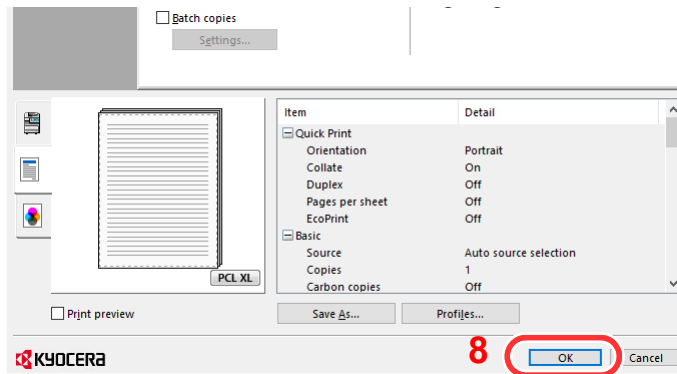 Batch copies
Settings...
Item Detail
Quick Print
Orientation Portrait
Collate On
Duplex Off
Pages per sheet Off
EcoPrint Off
Basic
Source Auto source selection
Copies 1
Carbon copies Off
PCL XL
Print preview Save As... Profiles...
KYOCERA 8 OK Cancel